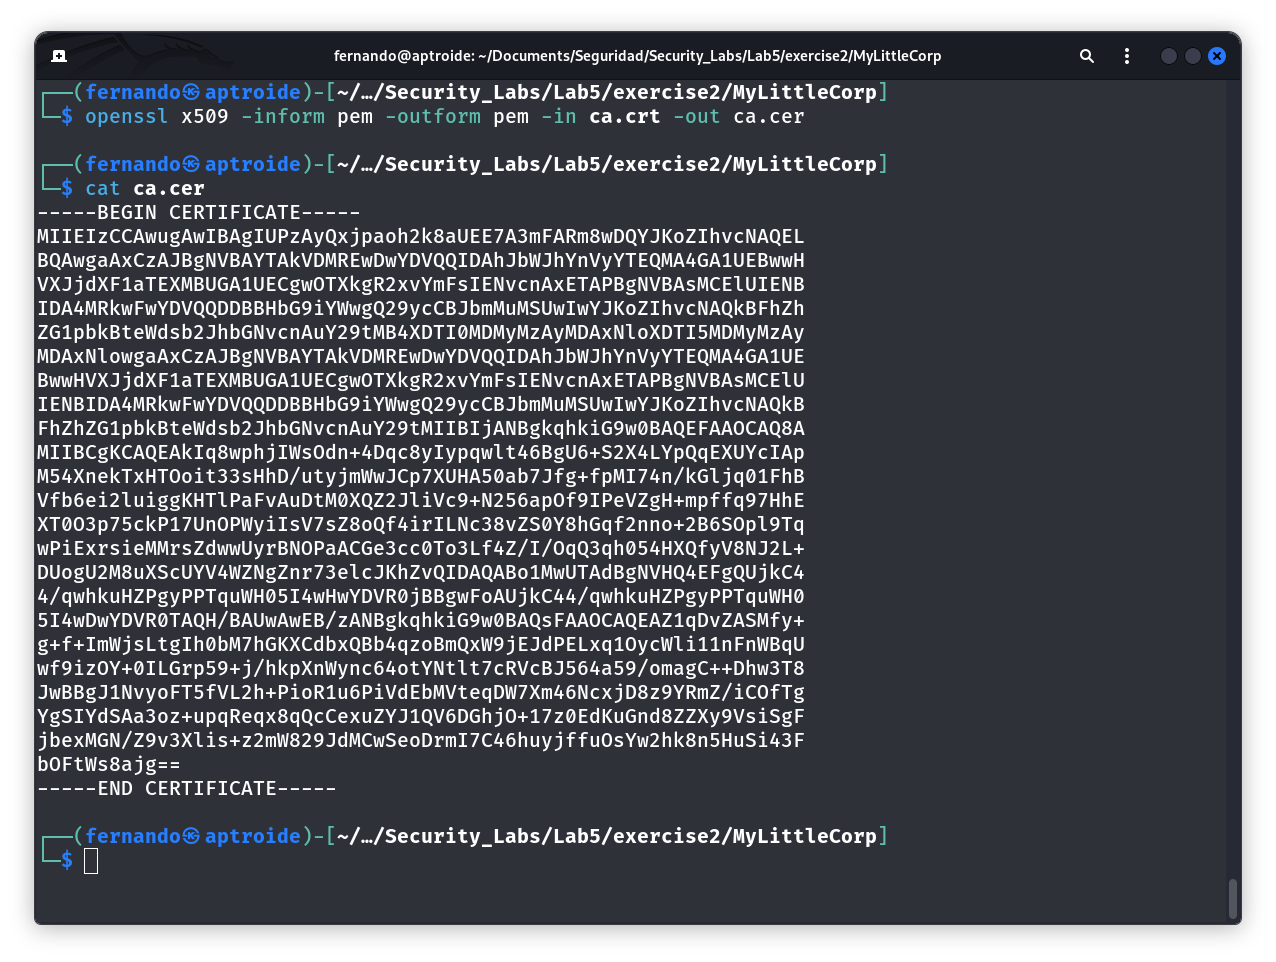 fernando@aptroide: ~/Documents/Seguridad/Security_Labs/Lab5/exercise2/MyLittleCorp
┌──(fernando㉿aptroide)-[~/…/Security_Labs/Lab5/exercise2/MyLittleCorp]
└─$ openssl x509 -inform pem -outform pem -in ca.crt -out ca.cer
┌──(fernando㉿aptroide)-[~/…/Security_Labs/Lab5/exercise2/MyLittleCorp]
└─$ cat ca.cer
-----BEGIN CERTIFICATE-----
MIIEIzCCAwugAwIBAgIUPzAyQxjpaoh2k8aUEE7A3mFARm8wDQYJKoZIhvcNAQEL
BQAwgaAxCzAJBgNVBAYTAkVDMREwDwYDVQQIDAhJbWJhYnVyYTEQMA4GA1UEBwwH
VXJjdXF1aTEXMBUGA1UECgwOTXkgR2xvYmFsIENvcnAxETAPBgNVBAsMCElUIENB
IDA4MRkwFwYDVQQDDBBHbG9iYWwgQ29ycCBJbmMuMSUwIwYJKoZIhvcNAQkBFhZh
ZG1pbkBteWdsb2JhbGNvcnAuY29tMB4XDTI0MDMyMzAyMDAxNloXDTI5MDMyMzAy
MDAxNlowgaAxCzAJBgNVBAYTAkVDMREwDwYDVQQIDAhJbWJhYnVyYTEQMA4GA1UE
BwwHVXJjdXF1aTEXMBUGA1UECgwOTXkgR2xvYmFsIENvcnAxETAPBgNVBAsMCElU
IENBIDA4MRkwFwYDVQQDDBBHbG9iYWwgQ29ycCBJbmMuMSUwIwYJKoZIhvcNAQkB
FhZhZG1pbkBteWdsb2JhbGNvcnAuY29tMIIBIjANBgkqhkiG9w0BAQEFAAOCAQ8A
MIIBCgKCAQEAkIq8wphjIWsOdn+4Dqc8yIypqwlt46BgU6+S2X4LYpQqEXUYcIAp
M54XnekTxHTOoit33sHhD/utyjmWwJCp7XUHA50ab7Jfg+fpMI74n/kGljq01FhB
Vfb6ei2luiggKHTlPaFvAuDtM0XQZ2JliVc9+N256apOf9IPeVZgH+mpffq97HhE
XT0O3p75ckP17UnOPWyiIsV7sZ8oQf4irILNc38vZS0Y8hGqf2nno+2B6SOpl9Tq
wPiExrsieMMrsZdwwUyrBNOPaACGe3cc0To3Lf4Z/I/OqQ3qh054HXQfyV8NJ2L+
DUogU2M8uXScUYV4WZNgZnr73elcJKhZvQIDAQABo1MwUTAdBgNVHQ4EFgQUjkC4
4/qwhkuHZPgyPPTquWH05I4wHwYDVR0jBBgwFoAUjkC44/qwhkuHZPgyPPTquWH0
5I4wDwYDVR0TAQH/BAUwAwEB/zANBgkqhkiG9w0BAQsFAAOCAQEAZ1qDvZASMfy+
g+f+ImWjsLtgIh0bM7hGKXCdbxQBb4qzoBmQxW9jEJdPELxq1OycWli11nFnWBqU
wf9izOY+0ILGrp59+j/hkpXnWync64otYNtlt7cRVcBJ564a59/omagC++Dhw3T8
JwBBgJ1NvyoFT5fVL2h+PioR1u6PiVdEbMVteqDW7Xm46NcxjD8z9YRmZ/iCOfTg
YgSIYdSAa3oz+upqReqx8qQcCexuZYJ1QV6DGhjO+17z0EdKuGnd8ZZXy9VsiSgF
jbexMGN/Z9v3Xlis+z2mW829JdMCwSeoDrmI7C46huyjffuOsYw2hk8n5HuSi43F
bOFtWs8ajg==
-----END CERTIFICATE-----
┌──(fernando㉿aptroide)-[~/…/Security_Labs/Lab5/exercise2/MyLittleCorp]
└─$